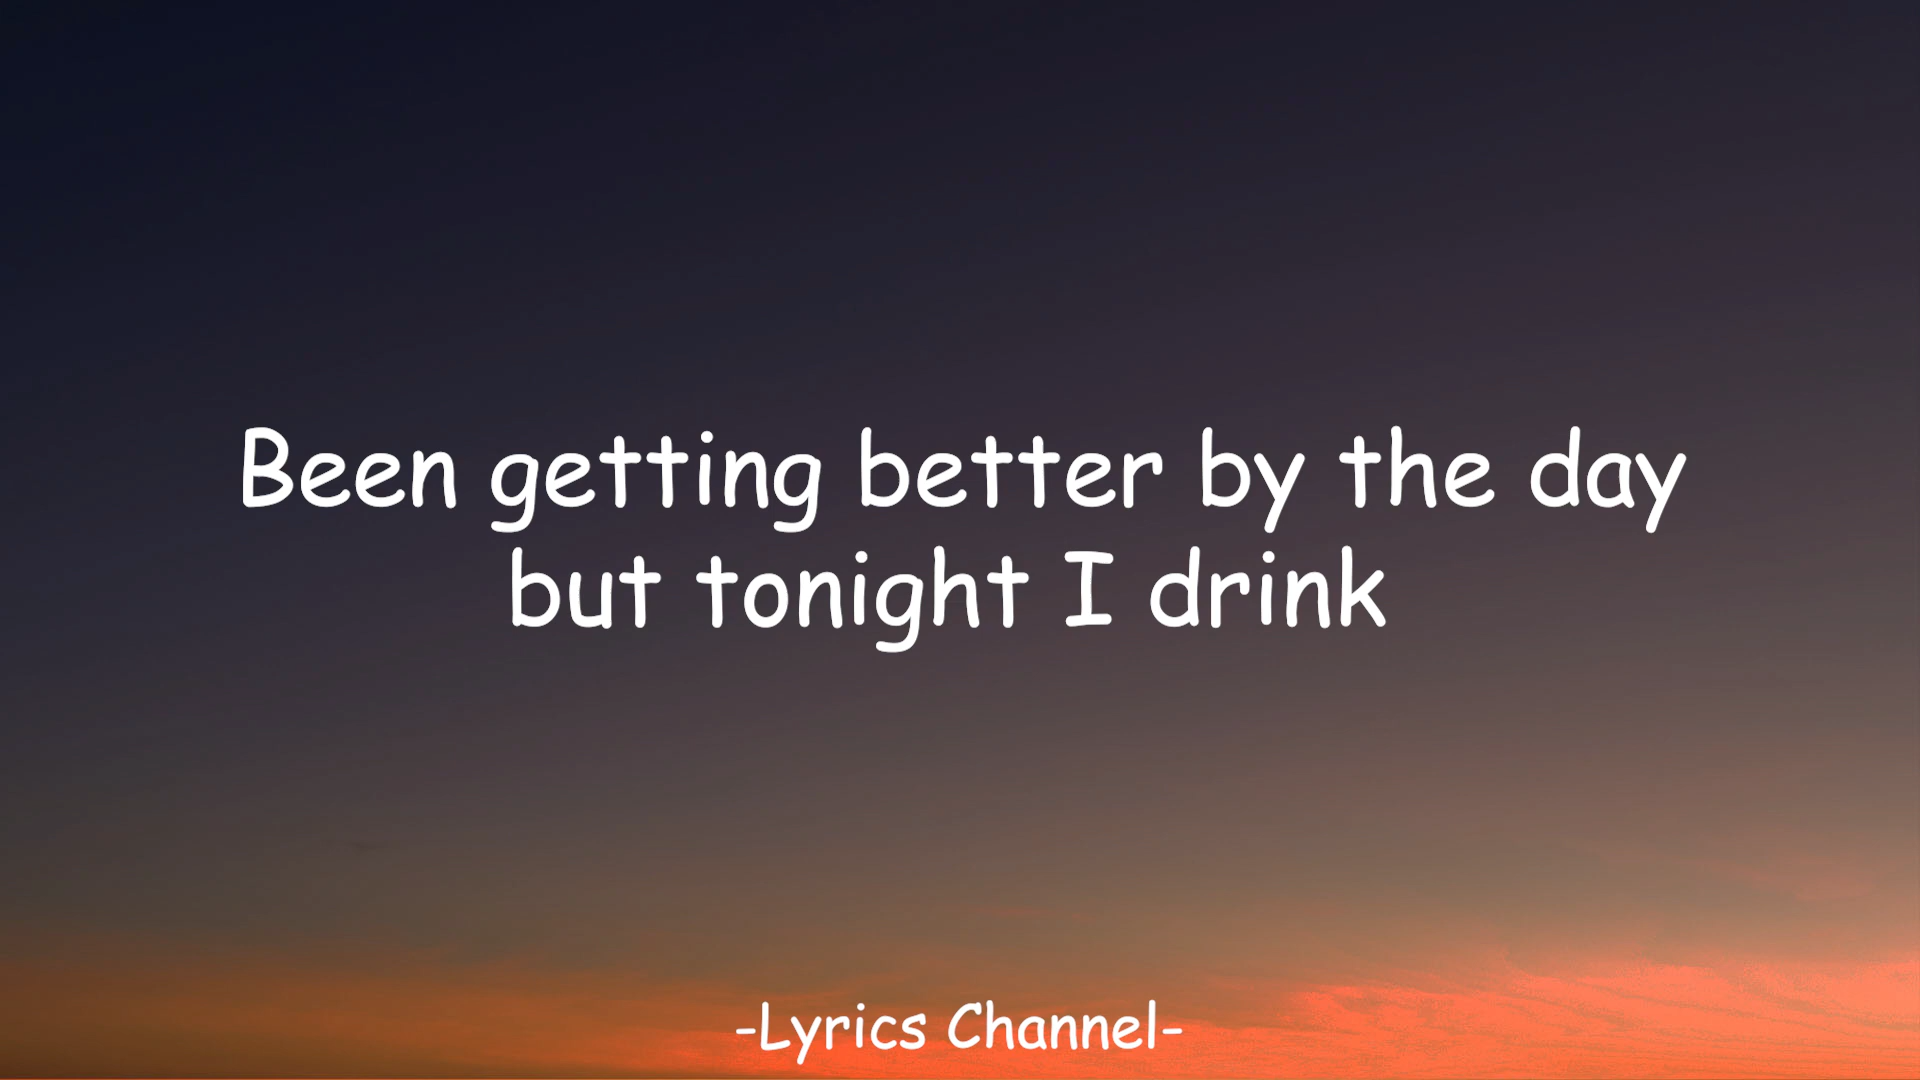 Been getting better by the day
but tonight I drink
-Lyrics Channel-